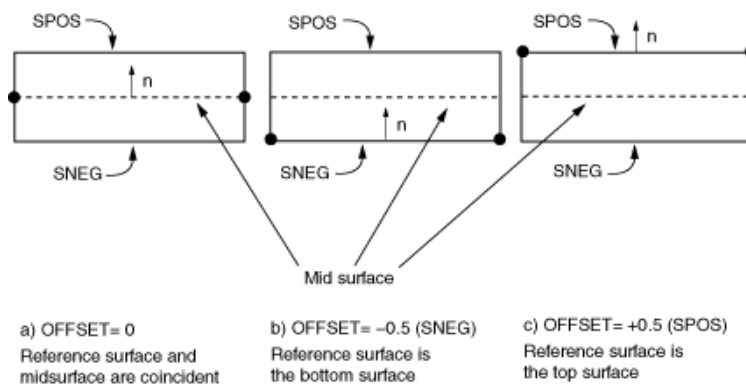 SPOS
n
SNEG
SPOS
n
SNEG
SPOS
n
SNEG
Mid surface
a) OFFSET= 0
Reference surface and
midsurface are coincident
b) OFFSET= −0.5 (SNEG)
Reference surface is
the bottom surface
c) OFFSET= +0.5 (SPOS)
Reference surface is
the top surface